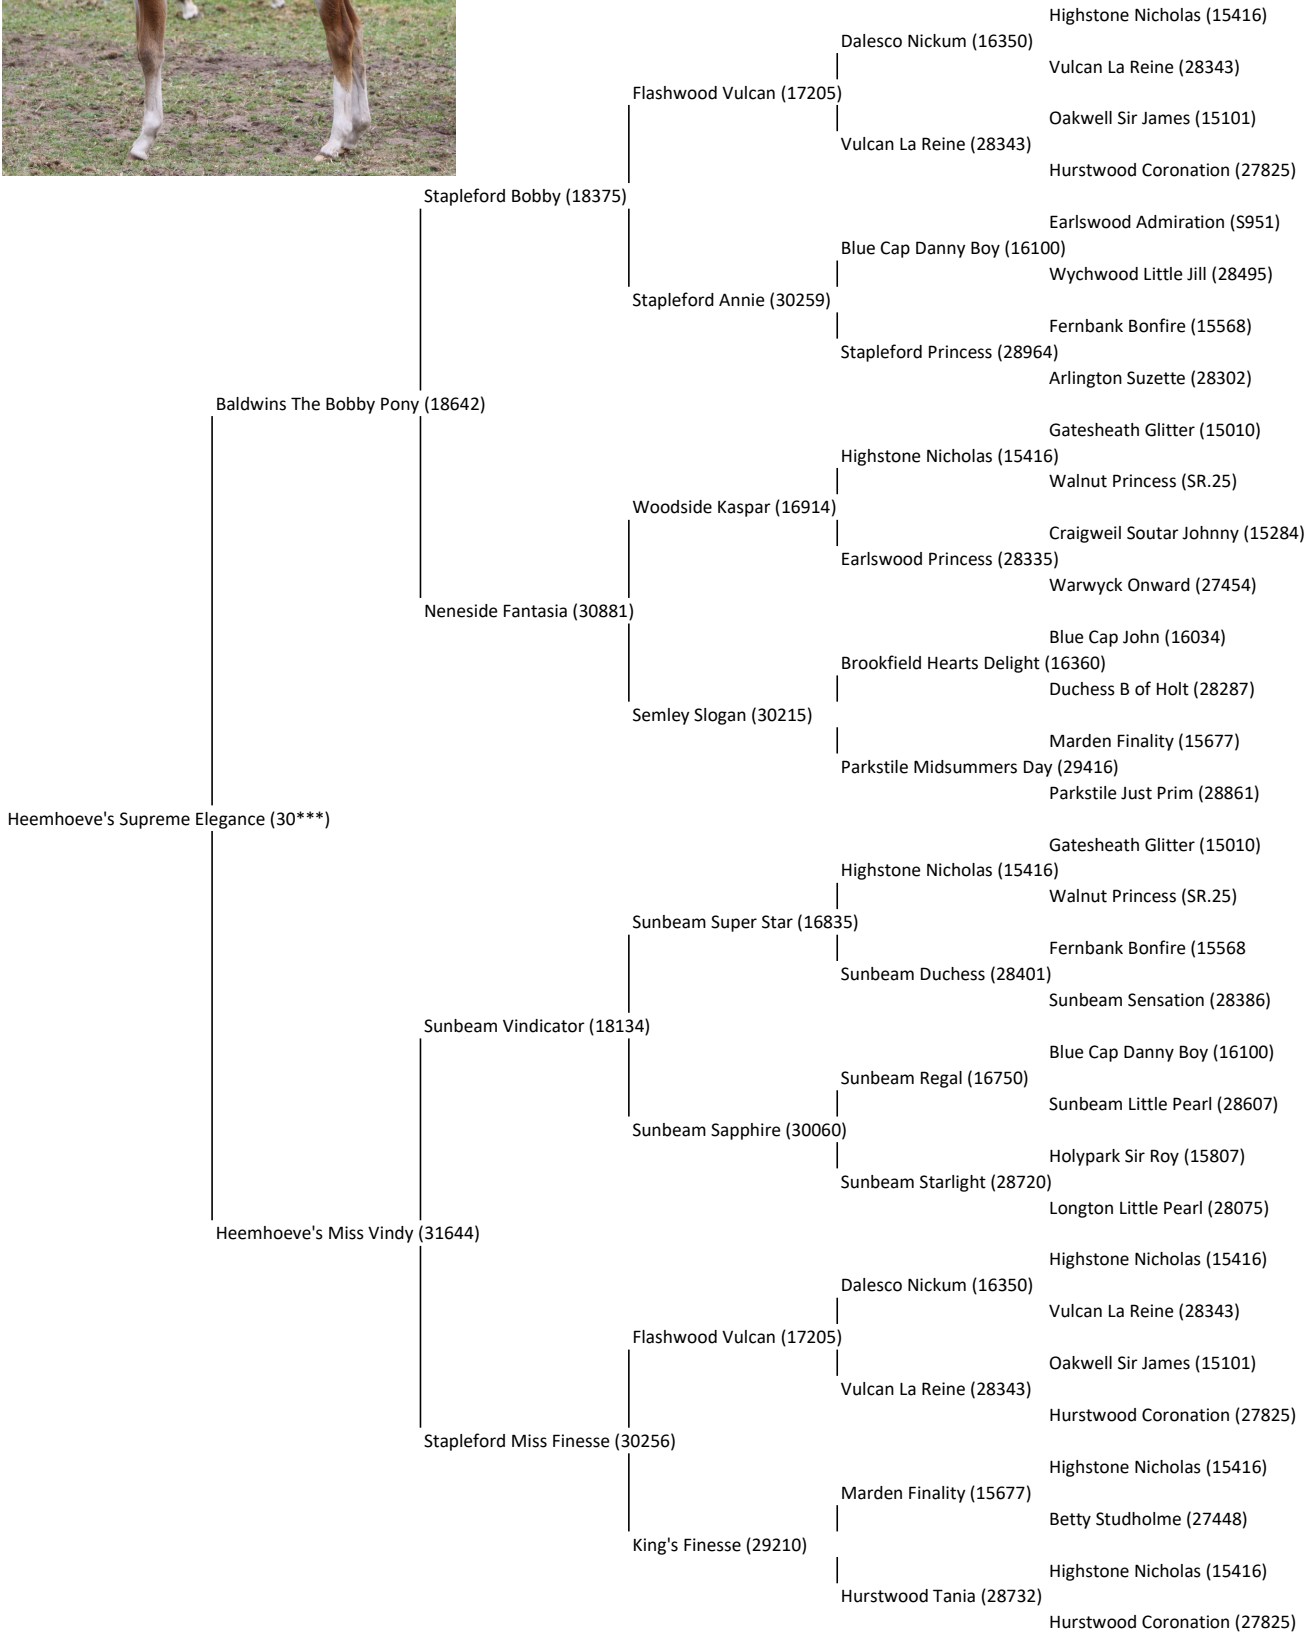 Highstone Nicholas (15416)
Dalesco Nickum (16350)
Vulcan La Reine (28343)
Flashwood Vulcan (17205)
Oakwell Sir James (15101)
Vulcan La Reine (28343)
Hurstwood Coronation (27825)
Stapleford Bobby (18375)
Earlswood Admiration (S951)
Blue Cap Danny Boy (16100)
Wychwood Little Jill (28495)
Stapleford Annie (30259)
Fernbank Bonfire (15568)
Stapleford Princess (28964)
Arlington Suzette (28302)
Baldwins The Bobby Pony (18642)
Gatesheath Glitter (15010)
Highstone Nicholas (15416)
Walnut Princess (SR.25)
Woodside Kaspar (16914)
Craigweil Soutar Johnny (15284)
Earlswood Princess (28335)
Warwyck Onward (27454)
Neneside Fantasia (30881)
Blue Cap John (16034)
Brookfield Hearts Delight (16360)
Duchess B of Holt (28287)
Semley Slogan (30215)
Marden Finality (15677)
Parkstile Midsummers Day (29416)
Parkstile Just Prim (28861)
Heemhoeve's Supreme Elegance (30***)
Gatesheath Glitter (15010)
Highstone Nicholas (15416)
Walnut Princess (SR.25)
Sunbeam Super Star (16835)
Fernbank Bonfire (15568
Sunbeam Duchess (28401)
Sunbeam Sensation (28386)
Sunbeam Vindicator (18134)
Blue Cap Danny Boy (16100)
Sunbeam Regal (16750)
Sunbeam Little Pearl (28607)
Sunbeam Sapphire (30060)
Holypark Sir Roy (15807)
Sunbeam Starlight (28720)
Longton Little Pearl (28075)
Heemhoeve's Miss Vindy (31644)
Highstone Nicholas (15416)
Dalesco Nickum (16350)
Vulcan La Reine (28343)
Flashwood Vulcan (17205)
Oakwell Sir James (15101)
Vulcan La Reine (28343)
Hurstwood Coronation (27825)
Stapleford Miss Finesse (30256)
Highstone Nicholas (15416)
Marden Finality (15677)
Betty Studholme (27448)
King's Finesse (29210)
Highstone Nicholas (15416)
Hurstwood Tania (28732)
Hurstwood Coronation (27825)